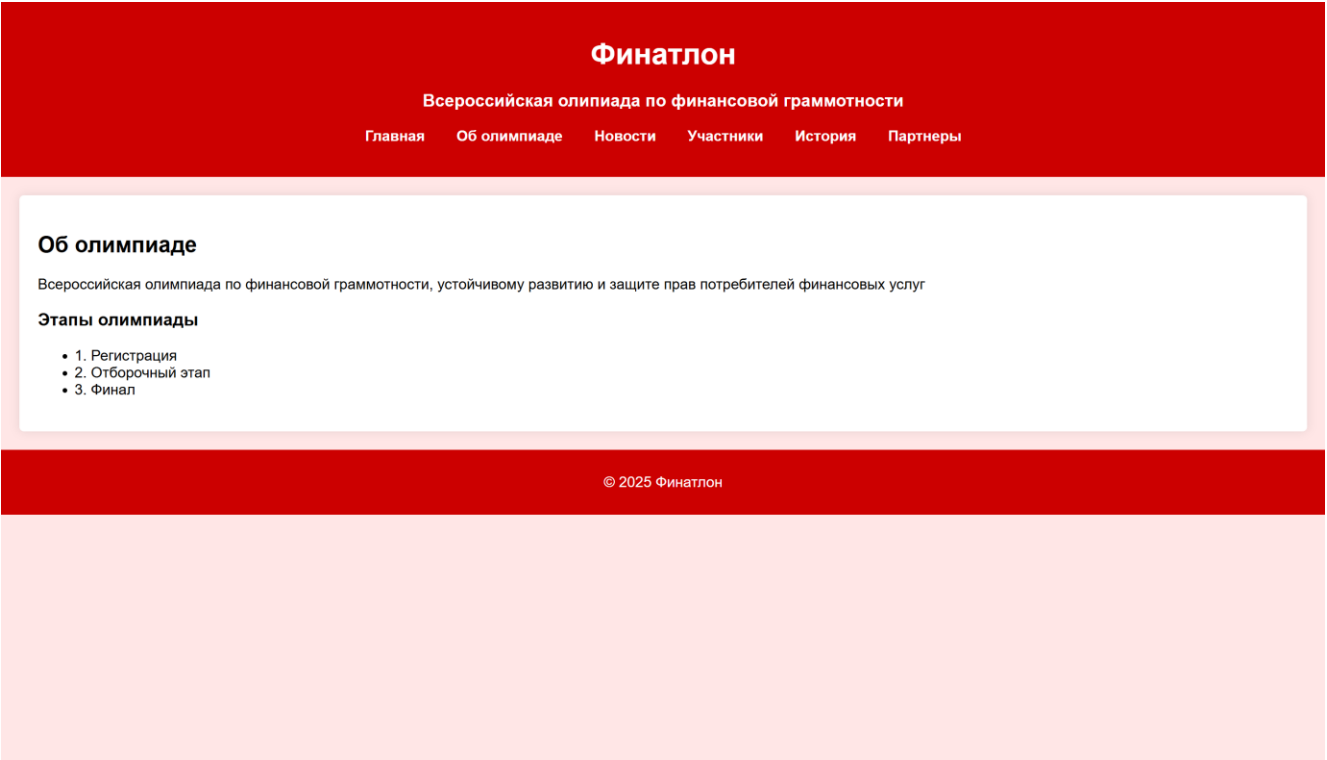 Финатлон
Всероссийская олипиада по финансовой граммотности
Главная Об олимпиаде Новости Участники История Партнеры
Об олимпиаде
Всероссийская олимпиада по финансовой граммотности, устойчивому развитию и защите прав потребителей финансовых услуг
Этапы олимпиады
• 1. Регистрация
• 2. Отборочный этап
• 3. Финал
© 2025 Финатлон